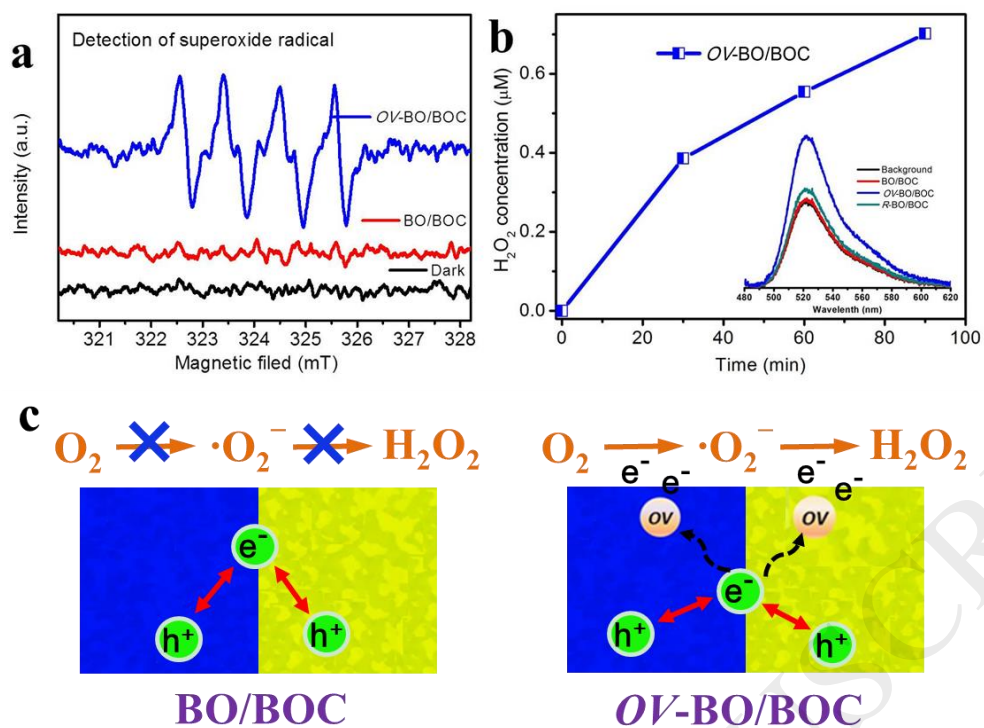 a
Detection of superoxide radical
OV-BO/BOC
BO/BOC
Dark
Intensity (a.u.)
321 322 323 324 325 326 327 328
Magnetic filed (mT)
b
OV-BO/BOC
H₂O₂ concentration (μM)
0.6
0.4
0.2
0.0
0 20 40 60 80 100
Time (min)
Background
BO/BOC
OV-BO/BOC
R-BO/BOC
480 500 520 540 560 580 600 620
Wavelenth (nm)
c
O₂ ·O₂⁻ H₂O₂
e⁻
h⁺ h⁺
BO/BOC
O₂ ·O₂⁻ H₂O₂
e⁻ e⁻ e⁻ e⁻
OV OV
e⁻
h⁺ h⁺
OV-BO/BOC